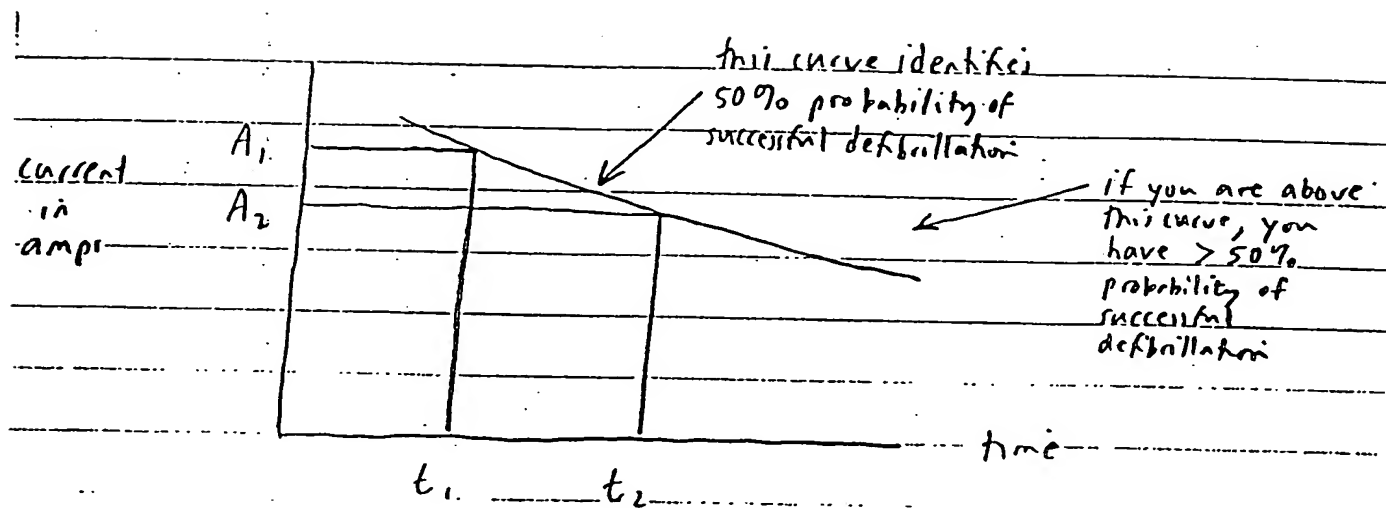 this curve identifies
50% probability of
successful defibrillation
A₁
current
in
amps
A₂
if you are above
this curve, you
have > 50%
probability of
successful
defibrillation
time
t₁
t₂